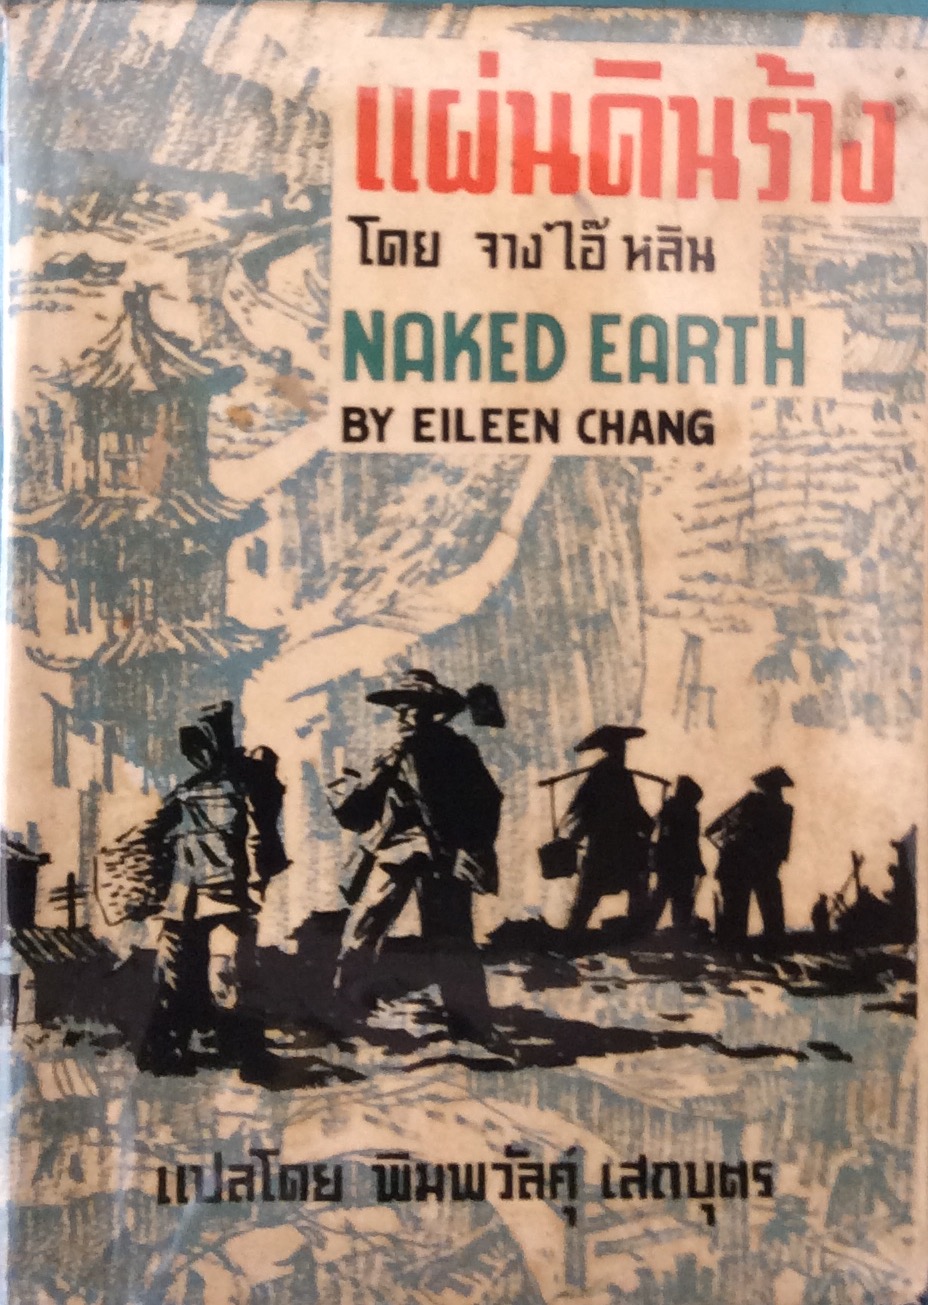 แผ่นดินร้าง
โดย จาง ไอ๊ หลิน
NAKED EARTH
BY EILEEN CHANG
แปลโดย พิมพวัลคุ์ เสถบุตร